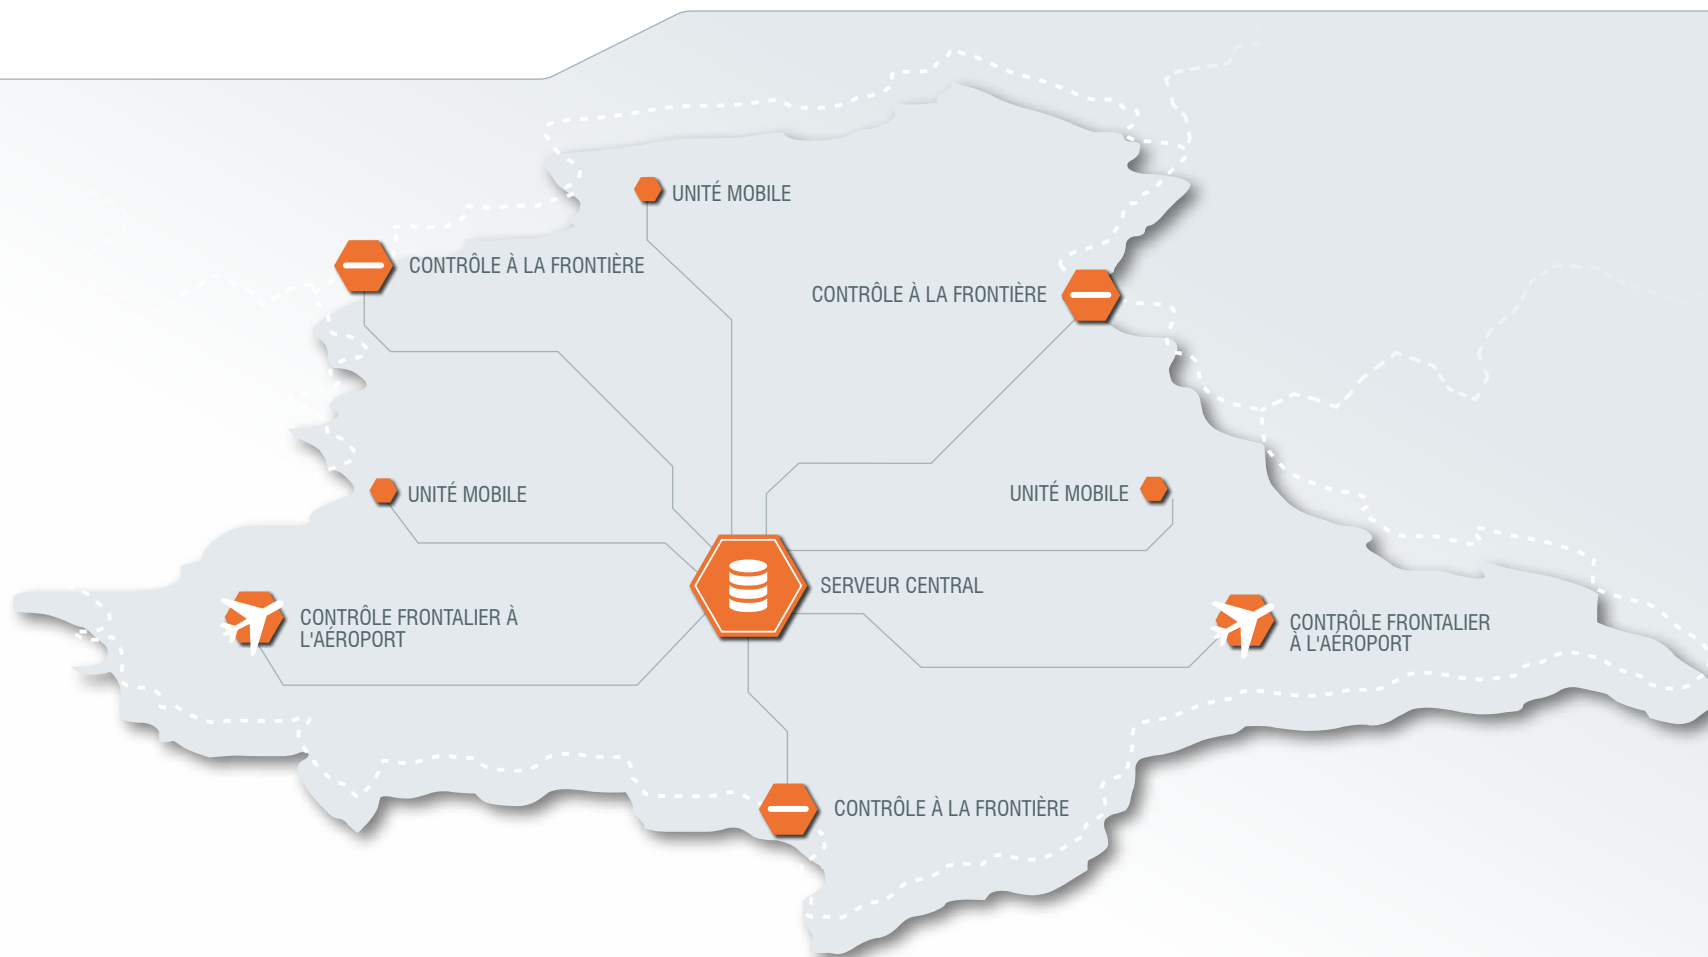 UNITÉ MOBILE
CONTRÔLE À LA FRONTIÈRE
CONTRÔLE À LA FRONTIÈRE
UNITÉ MOBILE
UNITÉ MOBILE
SERVEUR CENTRAL
CONTRÔLE FRONTALIER À
L'AÉROPORT
CONTRÔLE FRONTALIER
À L'AÉROPORT
CONTRÔLE À LA FRONTIÈRE